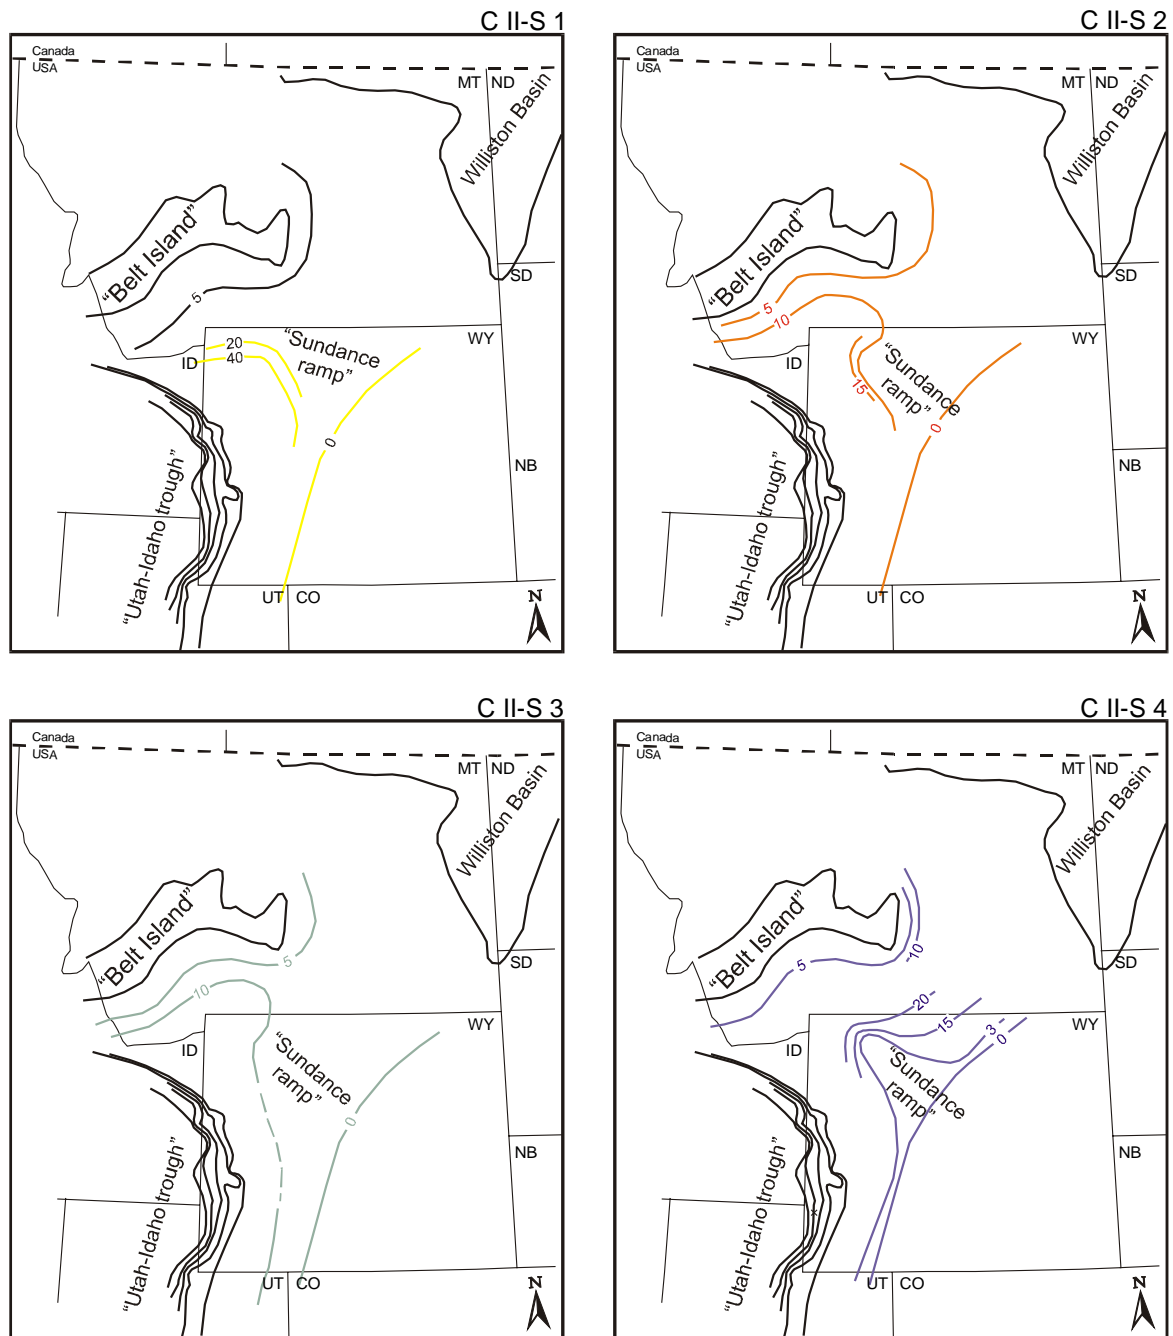 C II-S 1
Canada
USA
MT
ND
Williston Basin
"Belt Island"
SD
5
"Sundance
ramp"
WY
20
40
ID
0
"Utah-Idaho trough"
NB
UT
CO
N
C II-S 2
Canada
USA
MT
ND
Williston Basin
"Belt Island"
SD
5
10
WY
ID
"Sundance
ramp"
15
0
"Utah-Idaho trough"
NB
UT
CO
N
C II-S 3
Canada
USA
MT
ND
Williston Basin
"Belt Island"
5
SD
10
WY
ID
"Sundance
ramp"
0
"Utah-Idaho trough"
NB
UT
CO
N
C II-S 4
Canada
USA
MT
ND
Williston Basin
"Belt Island"
10
5
SD
20
15
3
0
WY
ID
"Sundance
ramp"
"Utah-Idaho trough"
NB
x
UT
CO
N